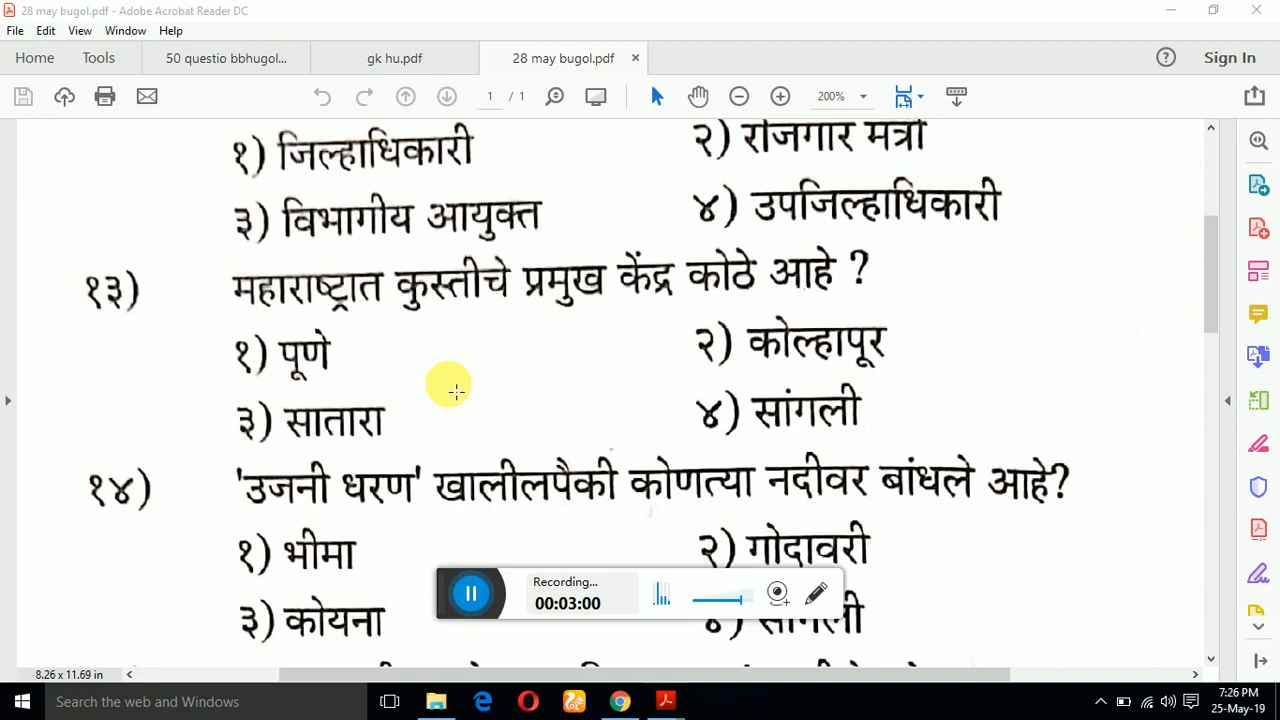 28 may bugol.pdf - Adobe Acrobat Reader DC
File Edit View Window Help
Home Tools 50 questio bbhugol... gk hu.pdf 28 may bugol.pdf × Sign In
1 / 1 200%
१) जिल्हाधिकारी २) रोजगार मंत्री
३) विभागीय आयुक्त ४) उपजिल्हाधिकारी
१३) महाराष्ट्रात कुस्तीचे प्रमुख केंद्र कोठे आहे ?
१) पूणे २) कोल्हापूर
३) सातारा ४) सांगली
१४) 'उजनी धरण' खालीलपैकी कोणत्या नदीवर बांधले आहे?
१) भीमा २) गोदावरी
३) कोयना ४) सांगली
Recording...
00:03:00
8.26 x 11.69 in
Search the web and Windows
7:26 PM
25-May-19